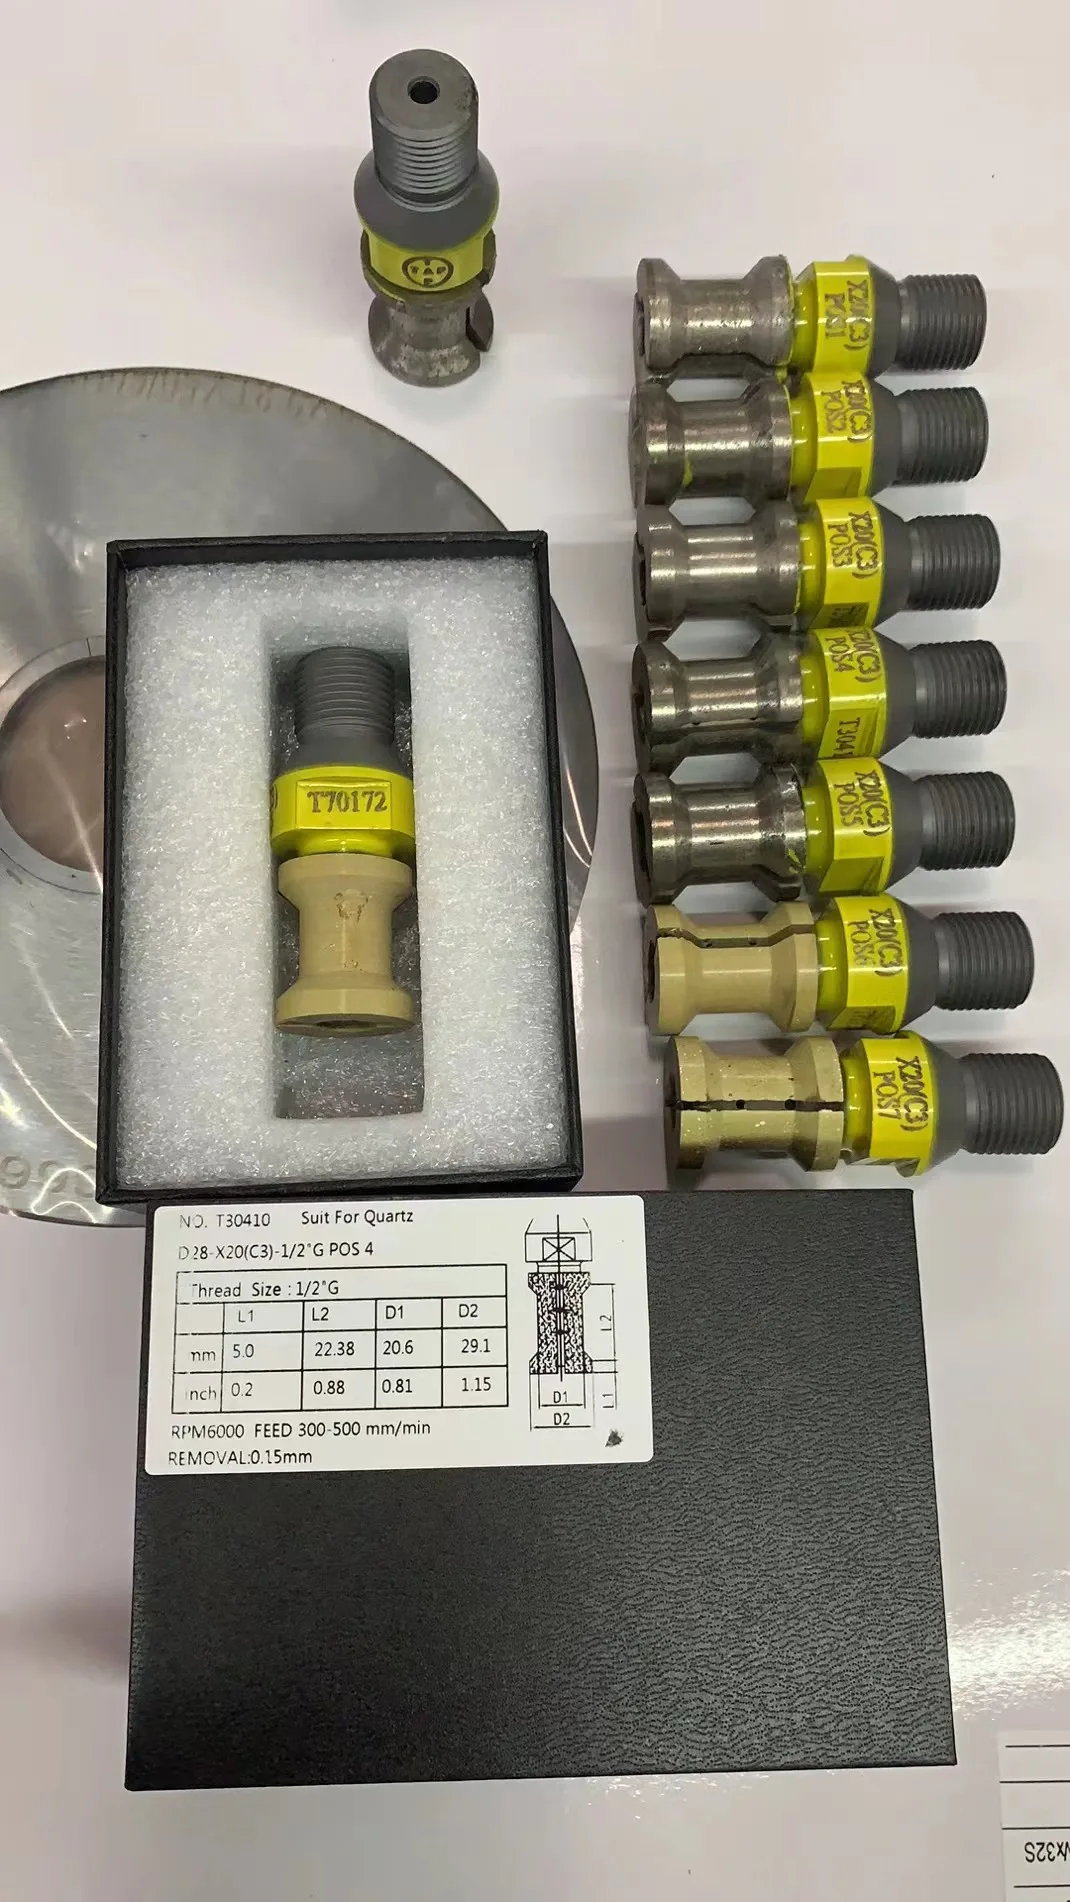 TAP
X20(C3)
POS1
X20(C3)
POS2
X20(C3)
POS3
X20(C3)
POS4
T3041
X20(C3)
POS5
X20(C3)
POS6
X20(C3)
POS7
T70172
NO. T30410 Suit For Quartz
D28-X20(C3)-1/2"G POS 4
Thread Size : 1/2"G
L1 L2 D1 D2
mm 5.0 22.38 20.6 29.1
inch 0.2 0.88 0.81 1.15
L2
L1
D1
D2
RPM6000 FEED 300-500 mm/min
REMOVAL:0.15mm